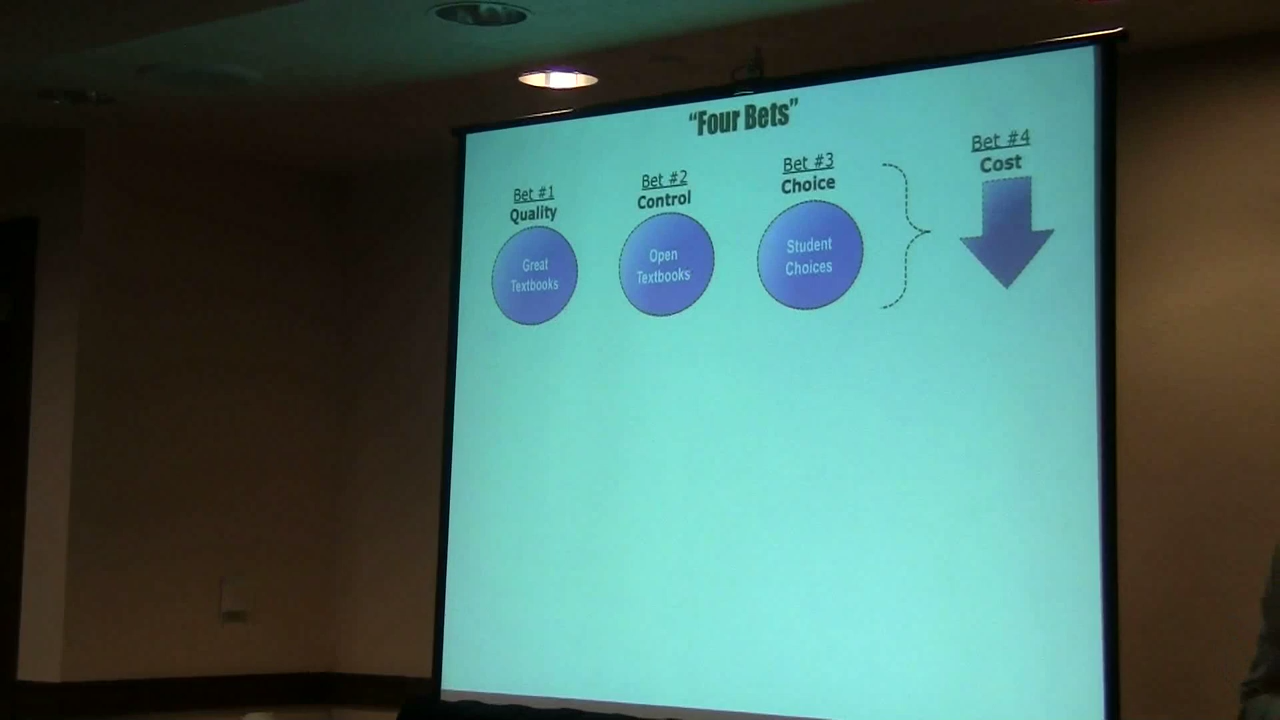 “Four Bets”
Bet #1
Quality
Great
Textbooks
Bet #2
Control
Open
Textbooks
Bet #3
Choice
Student
Choices
Bet #4
Cost